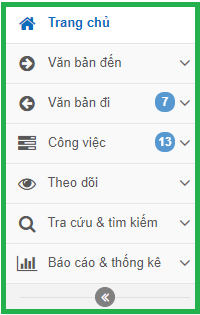 Trang chủ
Văn bản đến
Văn bản đi 7
Công việc 13
Theo dõi
Tra cứu & tìm kiếm
Báo cáo & thống kê